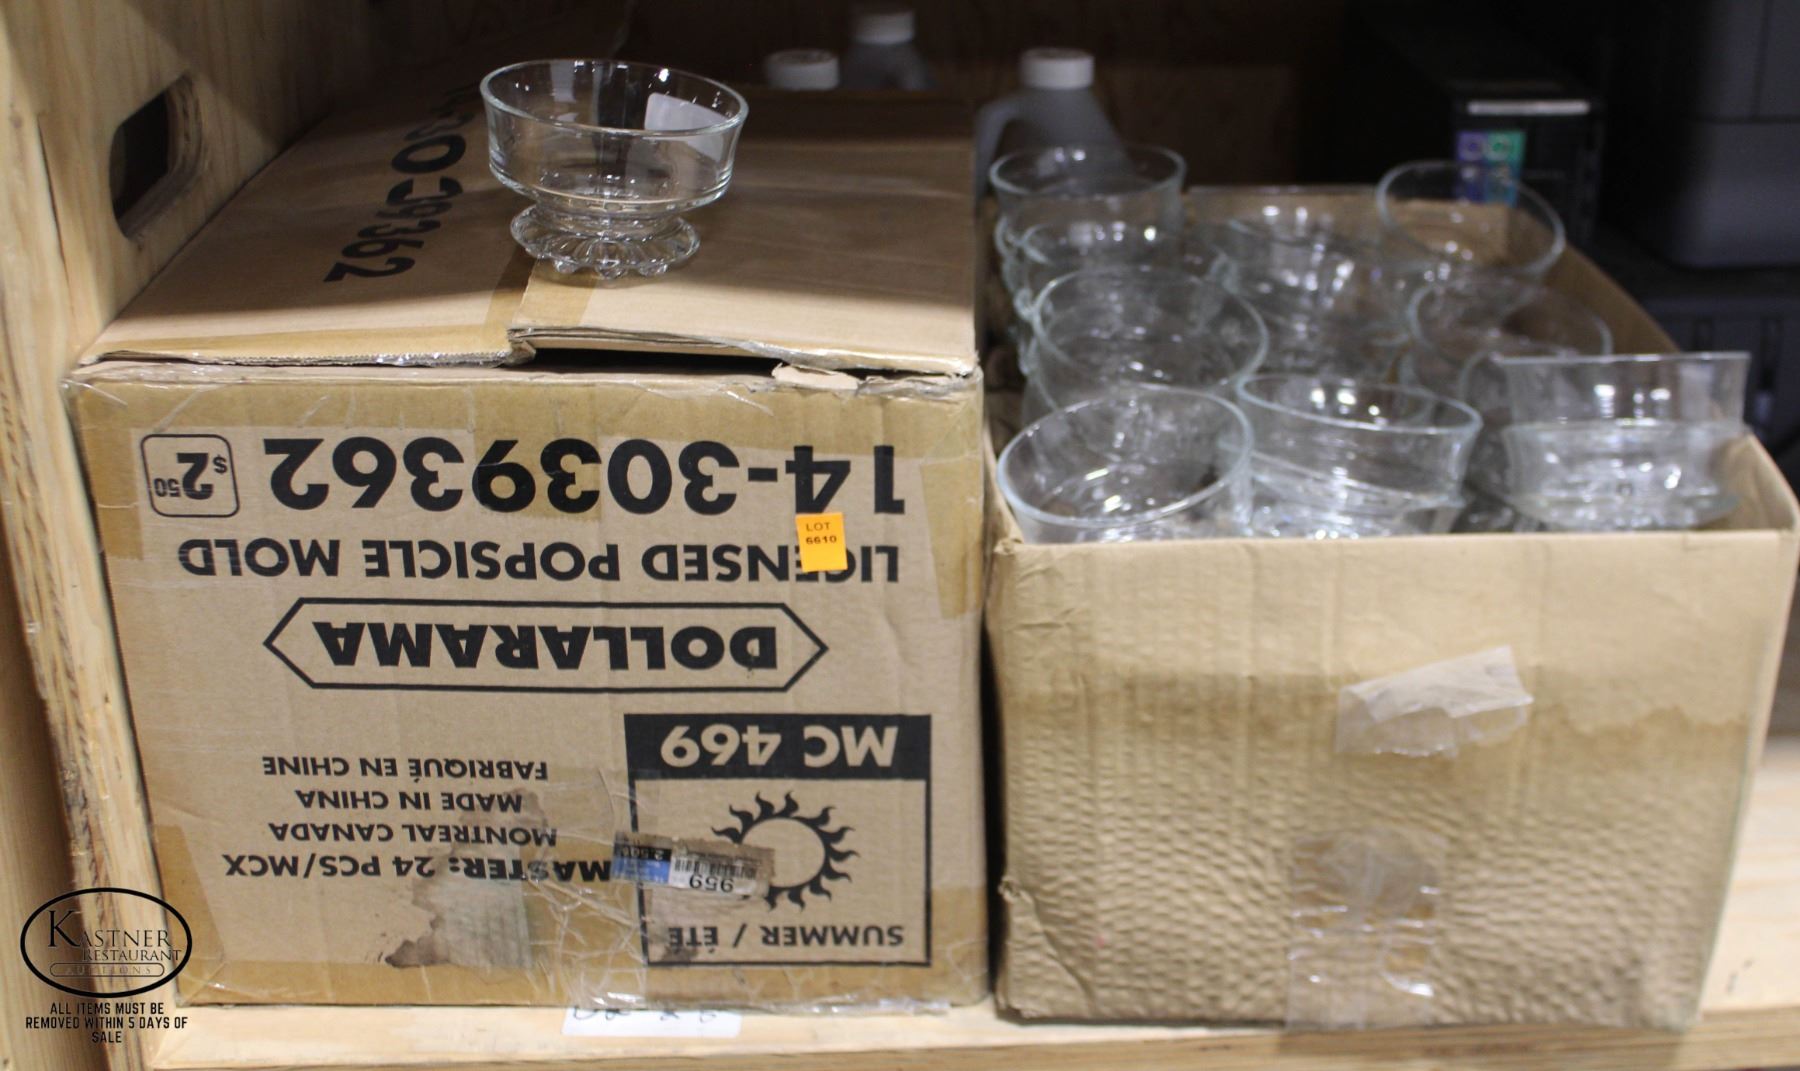 14-3039362
$2.50
LICENSED POPSICLE MOLD
DOLLARAMA
MC 469
FABRIQUÉ EN CHINE
MADE IN CHINA
MONTREAL CANADA
MASTER: 24 PCS/MCX
SUMMER / ÉTÉ
959
LOT
6610
KASTNER
RESTAURANT
AUCTIONS
ALL ITEMS MUST BE
REMOVED WITHIN 5 DAYS OF
SALE